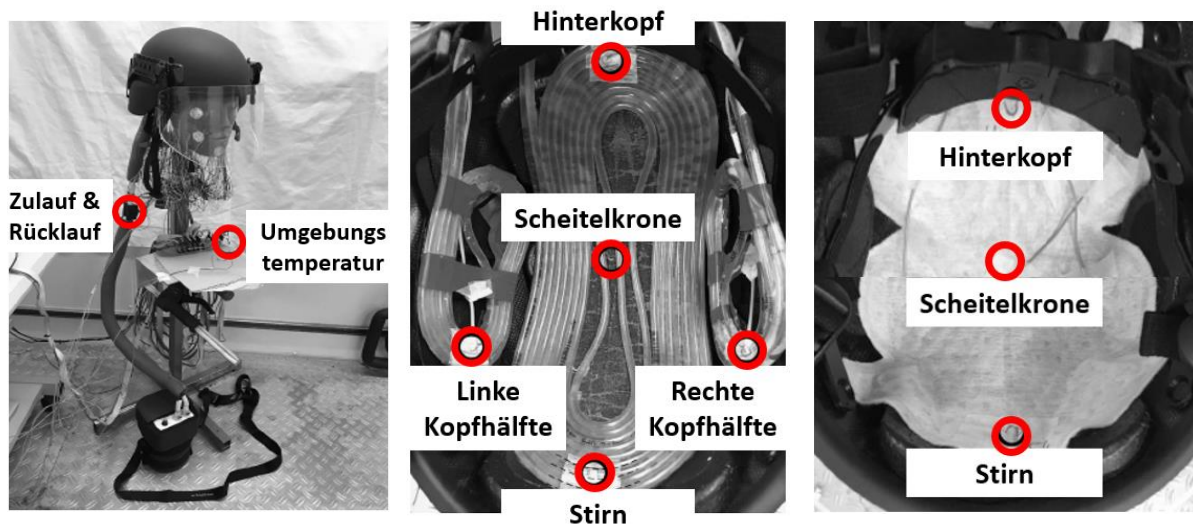 Zulauf &
Rücklauf
Umgebungs
temperatur
Hinterkopf
Scheitelkrone
Linke
Kopfhälfte
Rechte
Kopfhälfte
Stirn
Hinterkopf
Scheitelkrone
Stirn